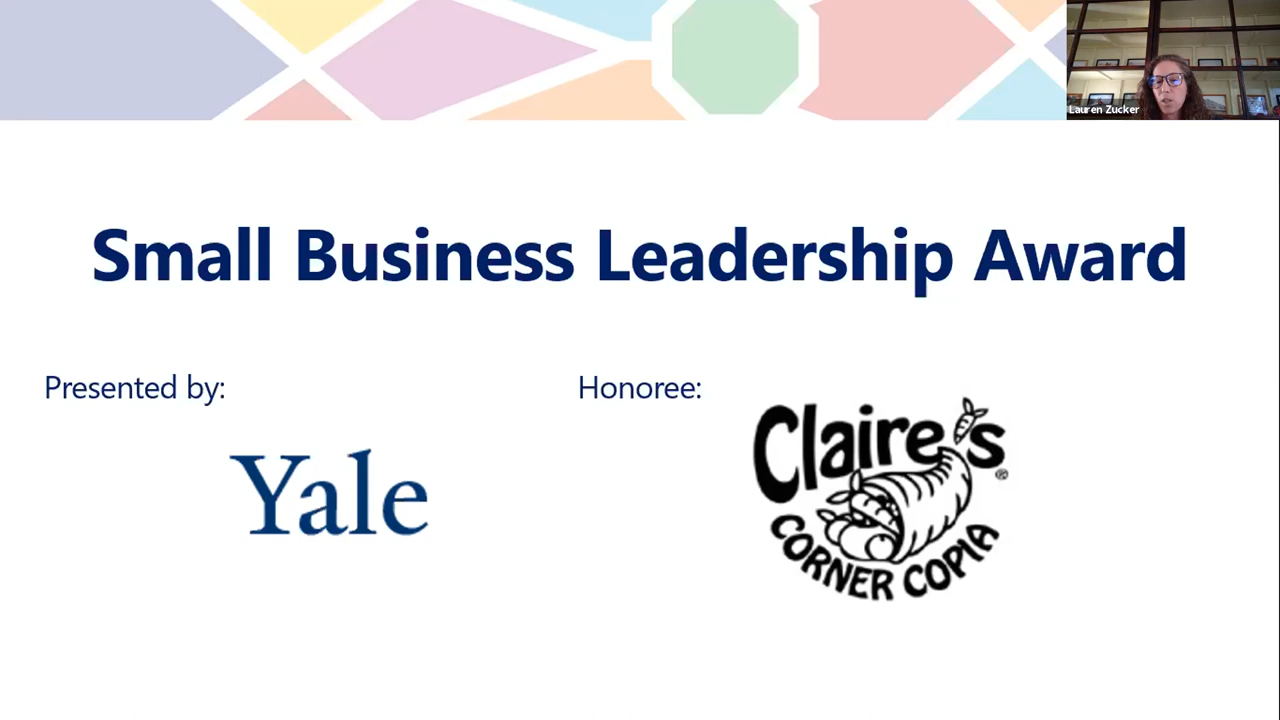 Lauren Zucker
Small Business Leadership Award
Presented by:
Honoree:
Yale
Claire's
®
CORNER COPIA